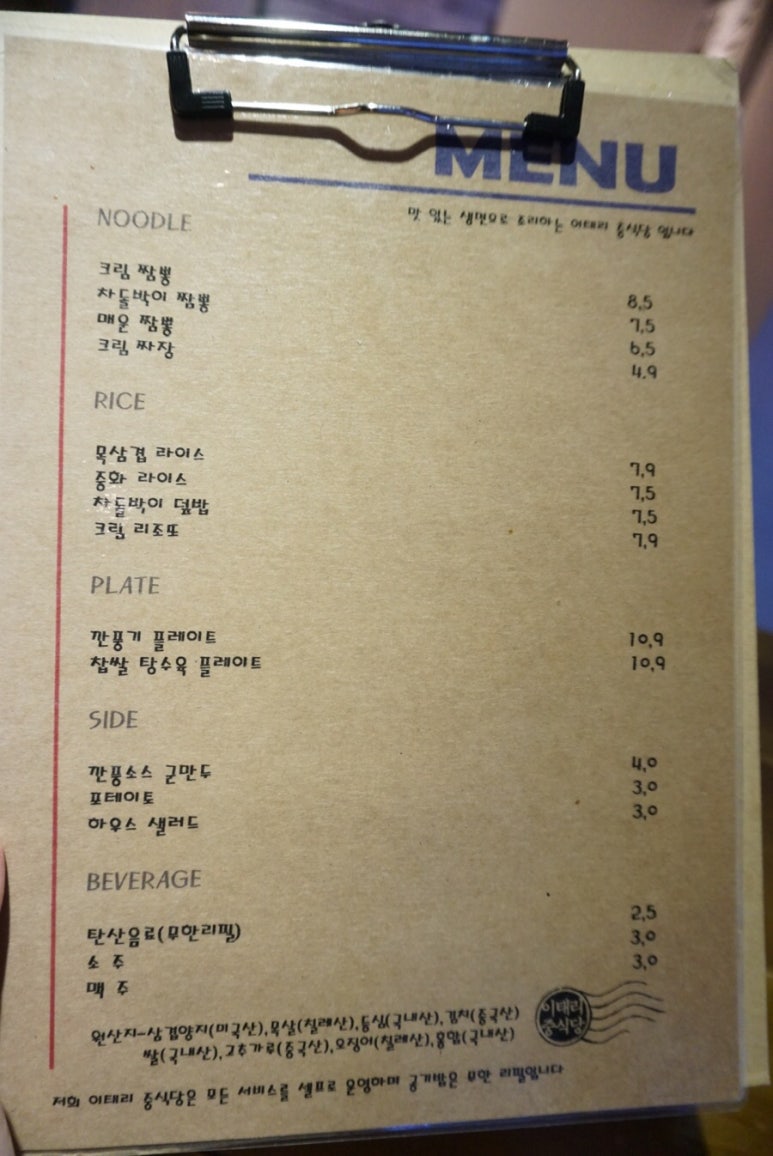 MENU
맛 있는 생면으로 요리하는 이태리 중식당 입니다
NOODLE
크림 짬뽕 8,5
차돌박이 짬뽕 7,5
매운 짬뽕 6,5
크림 짜장 4,9
RICE
목삼겹 라이스 7,9
중화 라이스 7,5
차돌박이 덮밥 7,5
크림 리조또 7,9
PLATE
깐풍기 플레이트 10,9
찹쌀 탕수육 플레이트 10,9
SIDE
깐풍소스 군만두 4,0
포테이토 3,0
하우스 샐러드 3,0
BEVERAGE
탄산음료(무한리필) 2,5
소 주 3,0
맥 주 3,0
원산지-삼겹양지(미국산),목살(칠레산),등심(국내산),김치(중국산)
쌀(국내산),고추가루(중국산),오징어(칠레산),홍합(국내산)
이태리
중식당
저희 이태리 중식당은 모든 서비스를 셀프로 운영하며 공기밥은 무한 리필입니다